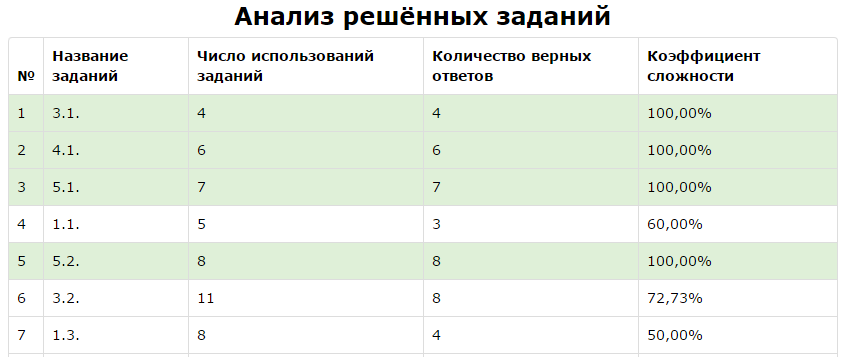 Анализ решённых заданий
№ Название заданий Число использований заданий Количество верных ответов Коэффициент сложности
1 3.1. 4 4 100,00%
2 4.1. 6 6 100,00%
3 5.1. 7 7 100,00%
4 1.1. 5 3 60,00%
5 5.2. 8 8 100,00%
6 3.2. 11 8 72,73%
7 1.3. 8 4 50,00%